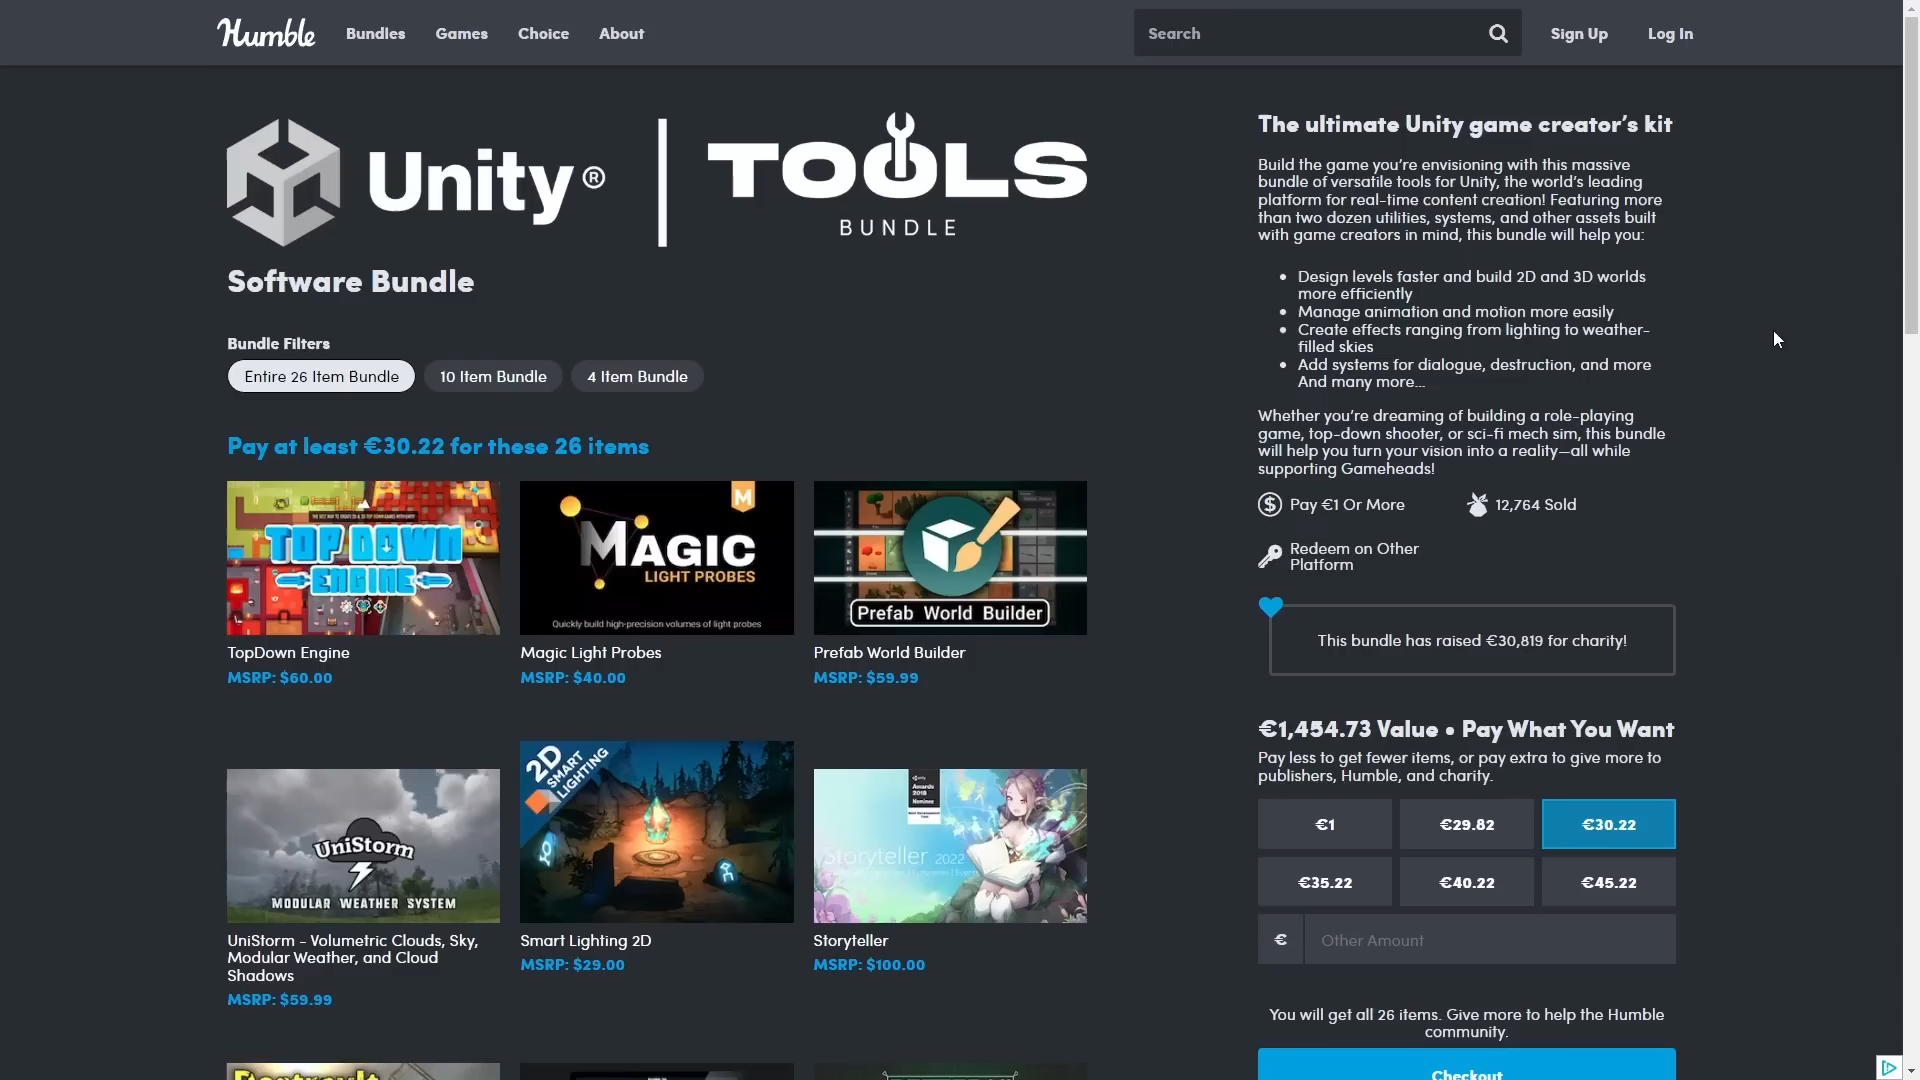 Humble
Bundles
Games
Choice
About
Search
Sign Up
Log In
Unity®
TOOLS
BUNDLE
Software Bundle
Bundle Filters
Entire 26 Item Bundle
10 Item Bundle
4 Item Bundle
Pay at least €30.22 for these 26 items
TOP DOWN
ENGINE
TopDown Engine
MSRP: $60.00
M
MAGIC
LIGHT PROBES
Quickly build high-precision volumes of light probes
Magic Light Probes
MSRP: $40.00
Prefab World Builder
Prefab World Builder
MSRP: $59.99
UniStorm
MODULAR WEATHER SYSTEM
UniStorm - Volumetric Clouds, Sky,
Modular Weather, and Cloud
Shadows
MSRP: $59.99
2D
SMART
LIGHTING
Smart Lighting 2D
MSRP: $29.00
Awards
2018
Nominee
Storyteller 2022
Storyteller
MSRP: $100.00
The ultimate Unity game creator's kit
Build the game you're envisioning with this massive
bundle of versatile tools for Unity, the world's leading
platform for real-time content creation! Featuring more
than two dozen utilities, systems, and other assets built
with game creators in mind, this bundle will help you:
• Design levels faster and build 2D and 3D worlds
more efficiently
• Manage animation and motion more easily
• Create effects ranging from lighting to weather-
filled skies
• Add systems for dialogue, destruction, and more
And many more…
Whether you're dreaming of building a role-playing
game, top-down shooter, or sci-fi mech sim, this bundle
will help you turn your vision into a reality—all while
supporting Gameheads!
Pay €1 Or More
12,764 Sold
Redeem on Other
Platform
This bundle has raised €30,819 for charity!
€1,454.73 Value • Pay What You Want
Pay less to get fewer items, or pay extra to give more to
publishers, Humble, and charity.
€1
€29.82
€30.22
€35.22
€40.22
€45.22
€
Other Amount
You will get all 26 items. Give more to help the Humble
community.
Checkout